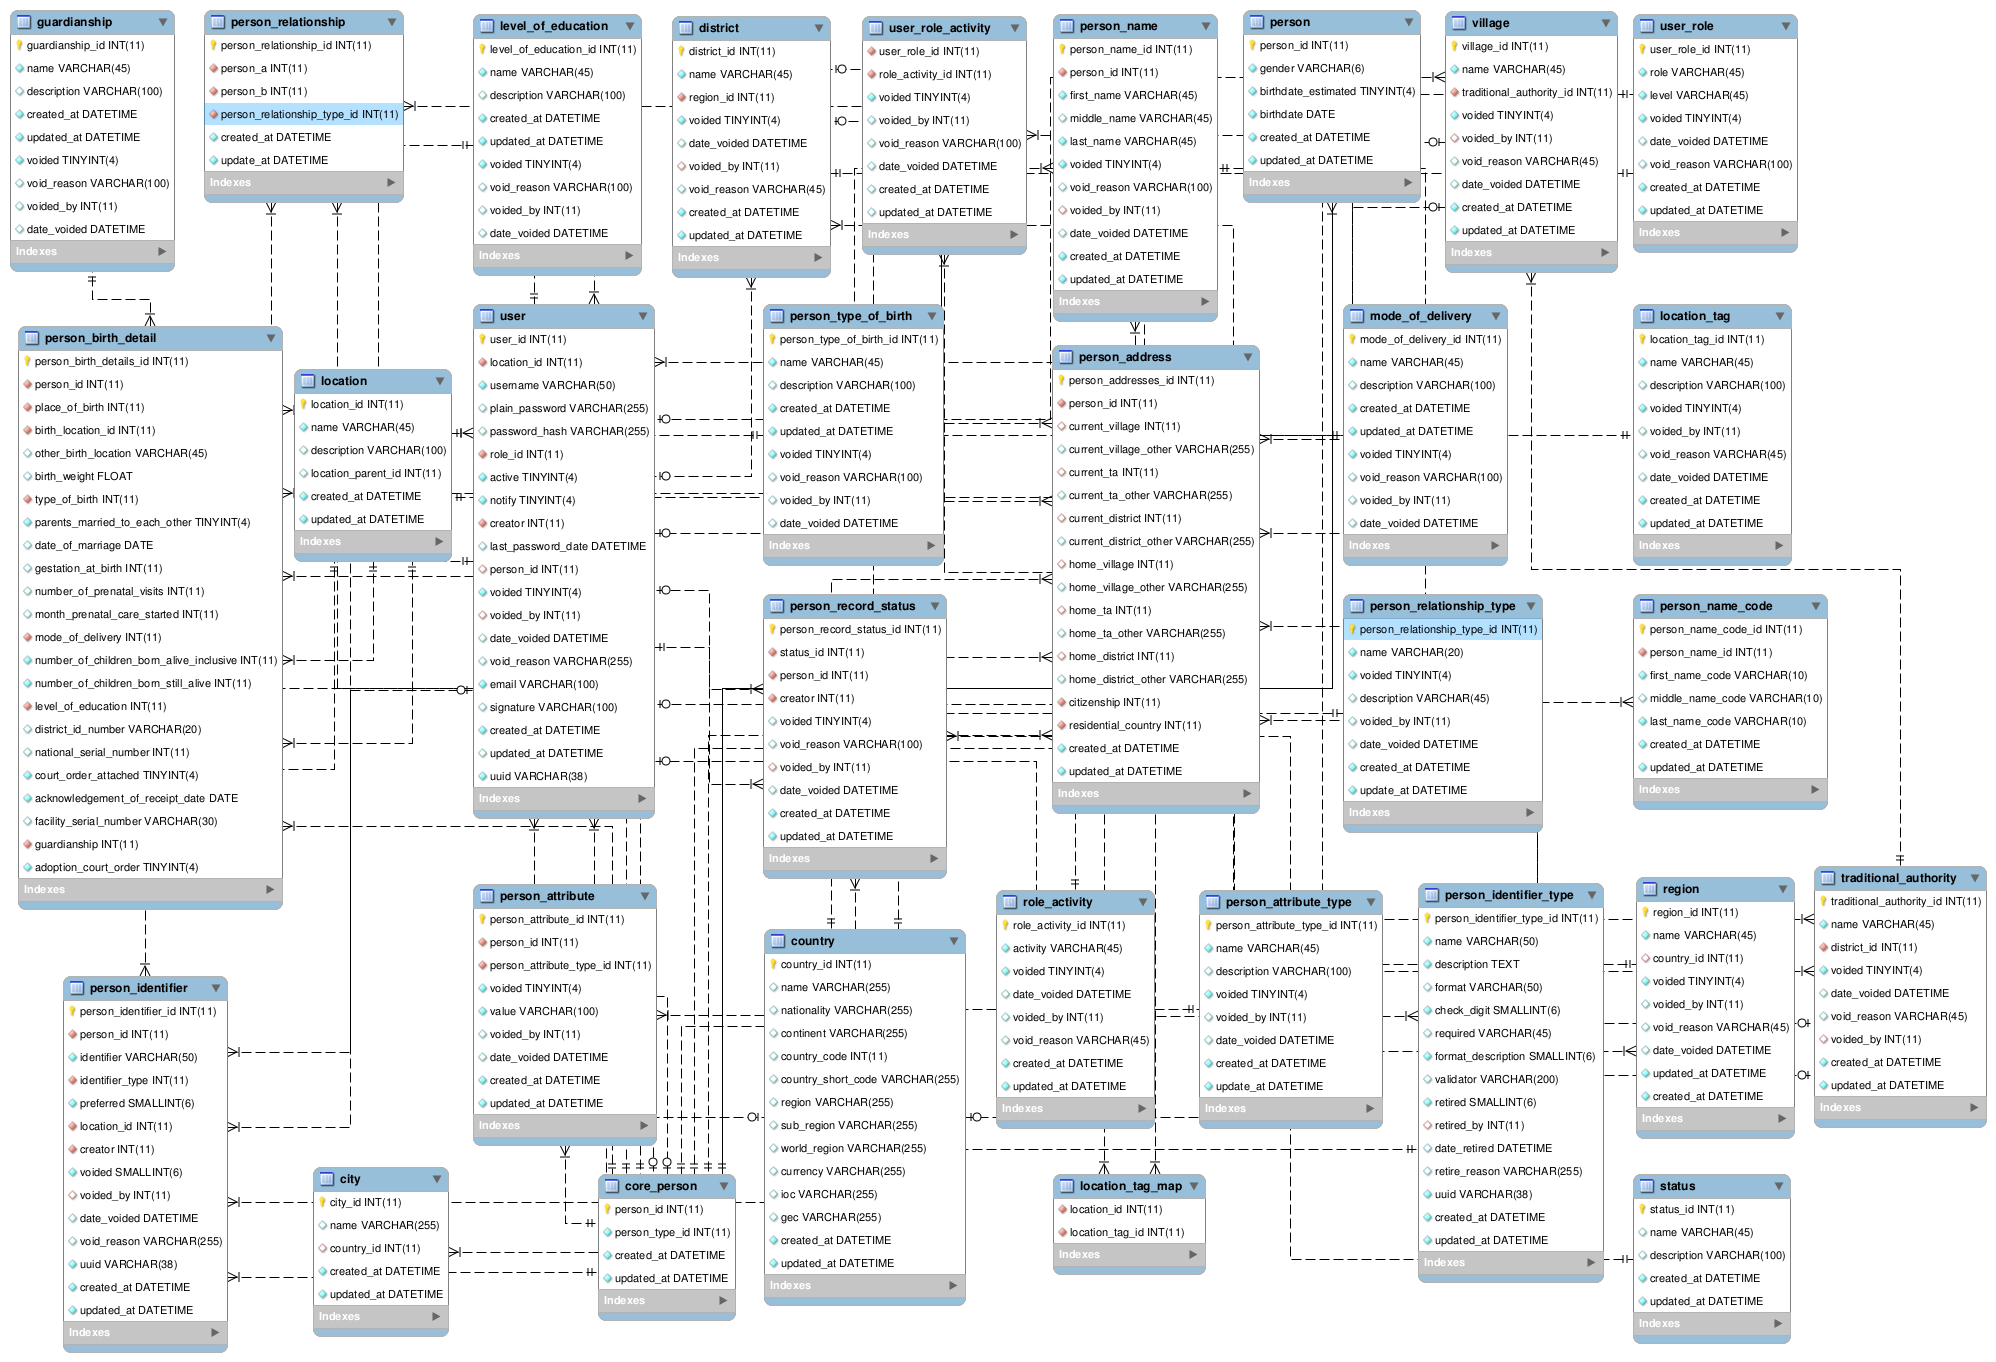 guardianship
guardianship_id INT(11)
name VARCHAR(45)
description VARCHAR(100)
created_at DATETIME
updated_at DATETIME
voided TINYINT(4)
void_reason VARCHAR(100)
voided_by INT(11)
date_voided DATETIME
Indexes
person_relationship
person_relationship_id INT(11)
person_a INT(11)
person_b INT(11)
person_relationship_type_id INT(11)
created_at DATETIME
update_at DATETIME
Indexes
level_of_education
level_of_education_id INT(11)
name VARCHAR(45)
description VARCHAR(100)
created_at DATETIME
updated_at DATETIME
voided TINYINT(4)
void_reason VARCHAR(100)
voided_by INT(11)
date_voided DATETIME
Indexes
district
district_id INT(11)
name VARCHAR(45)
region_id INT(11)
voided TINYINT(4)
date_voided DATETIME
voided_by INT(11)
void_reason VARCHAR(45)
created_at DATETIME
updated_at DATETIME
Indexes
user_role_activity
user_role_id INT(11)
role_activity_id INT(11)
voided TINYINT(4)
voided_by INT(11)
void_reason VARCHAR(100)
date_voided DATETIME
created_at DATETIME
updated_at DATETIME
Indexes
person_name
person_name_id INT(11)
person_id INT(11)
first_name VARCHAR(45)
middle_name VARCHAR(45)
last_name VARCHAR(45)
voided TINYINT(4)
void_reason VARCHAR(100)
voided_by INT(11)
date_voided DATETIME
created_at DATETIME
updated_at DATETIME
Indexes
person
person_id INT(11)
gender VARCHAR(6)
birthdate_estimated TINYINT(4)
birthdate DATE
created_at DATETIME
updated_at DATETIME
Indexes
village
village_id INT(11)
name VARCHAR(45)
traditional_authority_id INT(11)
voided TINYINT(4)
voided_by INT(11)
void_reason VARCHAR(45)
date_voided DATETIME
created_at DATETIME
updated_at DATETIME
Indexes
user_role
user_role_id INT(11)
role VARCHAR(45)
level VARCHAR(45)
voided TINYINT(4)
date_voided DATETIME
void_reason VARCHAR(100)
created_at DATETIME
updated_at DATETIME
Indexes
person_birth_detail
person_birth_details_id INT(11)
person_id INT(11)
place_of_birth INT(11)
birth_location_id INT(11)
other_birth_location VARCHAR(45)
birth_weight FLOAT
type_of_birth INT(11)
parents_married_to_each_other TINYINT(4)
date_of_marriage DATE
gestation_at_birth INT(11)
number_of_prenatal_visits INT(11)
month_prenatal_care_started INT(11)
mode_of_delivery INT(11)
number_of_children_born_alive_inclusive INT(11)
number_of_children_born_still_alive INT(11)
level_of_education INT(11)
district_id_number VARCHAR(20)
national_serial_number INT(11)
court_order_attached TINYINT(4)
acknowledgement_of_receipt_date DATE
facility_serial_number VARCHAR(30)
guardianship INT(11)
adoption_court_order TINYINT(4)
Indexes
location
location_id INT(11)
name VARCHAR(45)
description VARCHAR(100)
location_parent_id INT(11)
created_at DATETIME
updated_at DATETIME
Indexes
user
user_id INT(11)
location_id INT(11)
username VARCHAR(50)
plain_password VARCHAR(255)
password_hash VARCHAR(255)
role_id INT(11)
active TINYINT(4)
notify TINYINT(4)
creator INT(11)
last_password_date DATETIME
person_id INT(11)
voided TINYINT(4)
voided_by INT(11)
date_voided DATETIME
void_reason VARCHAR(255)
email VARCHAR(100)
signature VARCHAR(100)
created_at DATETIME
updated_at DATETIME
uuid VARCHAR(38)
Indexes
person_type_of_birth
person_type_of_birth_id INT(11)
name VARCHAR(45)
description VARCHAR(100)
created_at DATETIME
updated_at DATETIME
voided TINYINT(4)
void_reason VARCHAR(100)
voided_by INT(11)
date_voided DATETIME
Indexes
person_address
person_addresses_id INT(11)
person_id INT(11)
current_village INT(11)
current_village_other VARCHAR(255)
current_ta INT(11)
current_ta_other VARCHAR(255)
current_district INT(11)
current_district_other VARCHAR(255)
home_village INT(11)
home_village_other VARCHAR(255)
home_ta INT(11)
home_ta_other VARCHAR(255)
home_district INT(11)
home_district_other VARCHAR(255)
citizenship INT(11)
residential_country INT(11)
created_at DATETIME
updated_at DATETIME
Indexes
mode_of_delivery
mode_of_delivery_id INT(11)
name VARCHAR(45)
description VARCHAR(100)
created_at DATETIME
updated_at DATETIME
voided TINYINT(4)
void_reason VARCHAR(100)
voided_by INT(11)
date_voided DATETIME
Indexes
location_tag
location_tag_id INT(11)
name VARCHAR(45)
description VARCHAR(100)
voided TINYINT(4)
voided_by INT(11)
void_reason VARCHAR(45)
date_voided DATETIME
created_at DATETIME
updated_at DATETIME
Indexes
person_record_status
person_record_status_id INT(11)
status_id INT(11)
person_id INT(11)
creator INT(11)
voided TINYINT(4)
void_reason VARCHAR(100)
voided_by INT(11)
date_voided DATETIME
created_at DATETIME
updated_at DATETIME
Indexes
person_relationship_type
person_relationship_type_id INT(11)
name VARCHAR(20)
voided TINYINT(4)
description VARCHAR(45)
voided_by INT(11)
date_voided DATETIME
created_at DATETIME
update_at DATETIME
Indexes
person_name_code
person_name_code_id INT(11)
person_name_id INT(11)
first_name_code VARCHAR(10)
middle_name_code VARCHAR(10)
last_name_code VARCHAR(10)
created_at DATETIME
updated_at DATETIME
Indexes
person_identifier
person_identifier_id INT(11)
person_id INT(11)
identifier VARCHAR(50)
identifier_type INT(11)
preferred SMALLINT(6)
location_id INT(11)
creator INT(11)
voided SMALLINT(6)
voided_by INT(11)
date_voided DATETIME
void_reason VARCHAR(255)
uuid VARCHAR(38)
created_at DATETIME
updated_at DATETIME
Indexes
city
city_id INT(11)
name VARCHAR(255)
country_id INT(11)
created_at DATETIME
updated_at DATETIME
Indexes
person_attribute
person_attribute_id INT(11)
person_id INT(11)
person_attribute_type_id INT(11)
voided TINYINT(4)
value VARCHAR(100)
voided_by INT(11)
date_voided DATETIME
created_at DATETIME
updated_at DATETIME
Indexes
core_person
person_id INT(11)
person_type_id INT(11)
created_at DATETIME
updated_at DATETIME
Indexes
country
country_id INT(11)
name VARCHAR(255)
nationality VARCHAR(255)
continent VARCHAR(255)
country_code INT(11)
country_short_code VARCHAR(255)
region VARCHAR(255)
sub_region VARCHAR(255)
world_region VARCHAR(255)
currency VARCHAR(255)
ioc VARCHAR(255)
gec VARCHAR(255)
created_at DATETIME
updated_at DATETIME
Indexes
role_activity
role_activity_id INT(11)
activity VARCHAR(45)
voided TINYINT(4)
date_voided DATETIME
voided_by INT(11)
void_reason VARCHAR(45)
created_at DATETIME
updated_at DATETIME
Indexes
location_tag_map
location_id INT(11)
location_tag_id INT(11)
Indexes
person_attribute_type
person_attribute_type_id INT(11)
name VARCHAR(45)
description VARCHAR(100)
voided TINYINT(4)
voided_by INT(11)
date_voided DATETIME
created_at DATETIME
update_at DATETIME
Indexes
person_identifier_type
person_identifier_type_id INT(11)
name VARCHAR(50)
description TEXT
format VARCHAR(50)
check_digit SMALLINT(6)
required VARCHAR(45)
format_description SMALLINT(6)
validator VARCHAR(200)
retired SMALLINT(6)
retired_by INT(11)
date_retired DATETIME
retire_reason VARCHAR(255)
uuid VARCHAR(38)
created_at DATETIME
updated_at DATETIME
Indexes
region
region_id INT(11)
name VARCHAR(45)
country_id INT(11)
voided TINYINT(4)
voided_by INT(11)
void_reason VARCHAR(45)
date_voided DATETIME
updated_at DATETIME
created_at DATETIME
Indexes
traditional_authority
traditional_authority_id INT(11)
name VARCHAR(45)
district_id INT(11)
voided TINYINT(4)
date_voided DATETIME
void_reason VARCHAR(45)
voided_by INT(11)
created_at DATETIME
updated_at DATETIME
Indexes
status
status_id INT(11)
name VARCHAR(45)
description VARCHAR(100)
created_at DATETIME
updated_at DATETIME
Indexes